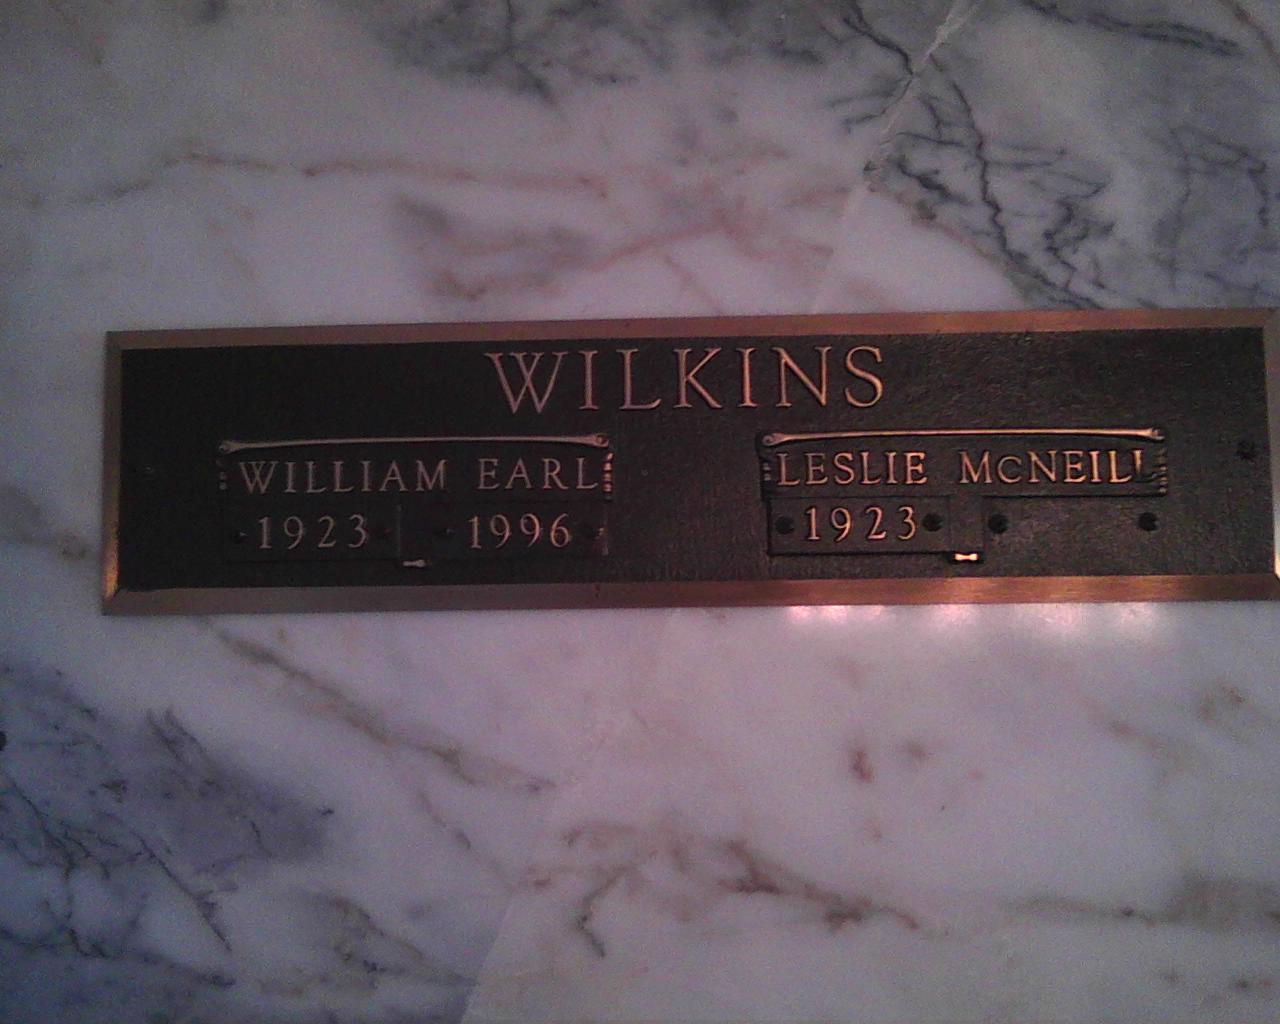 WILKINS
WILLIAM EARL
1923 1996
LESLIE McNEILL
1923